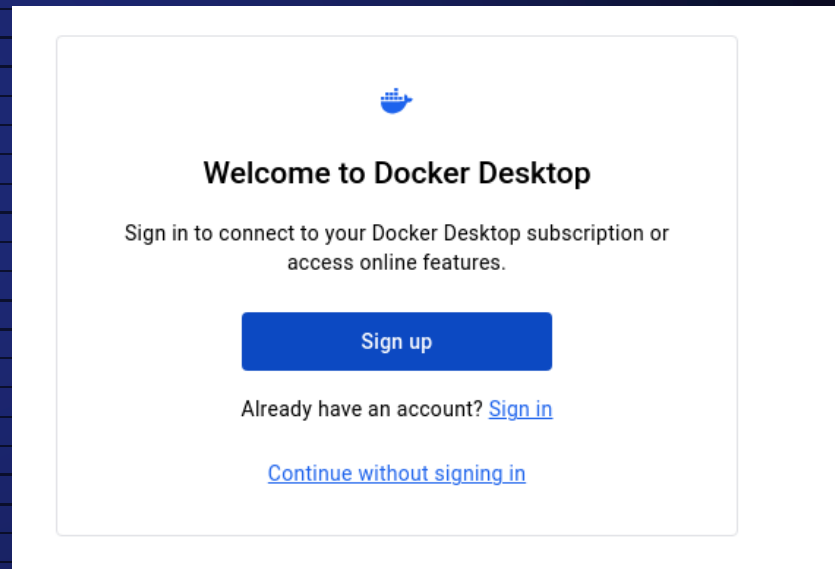 Welcome to Docker Desktop
Sign in to connect to your Docker Desktop subscription or
access online features.
Sign up
Already have an account? Sign in
Continue without signing in